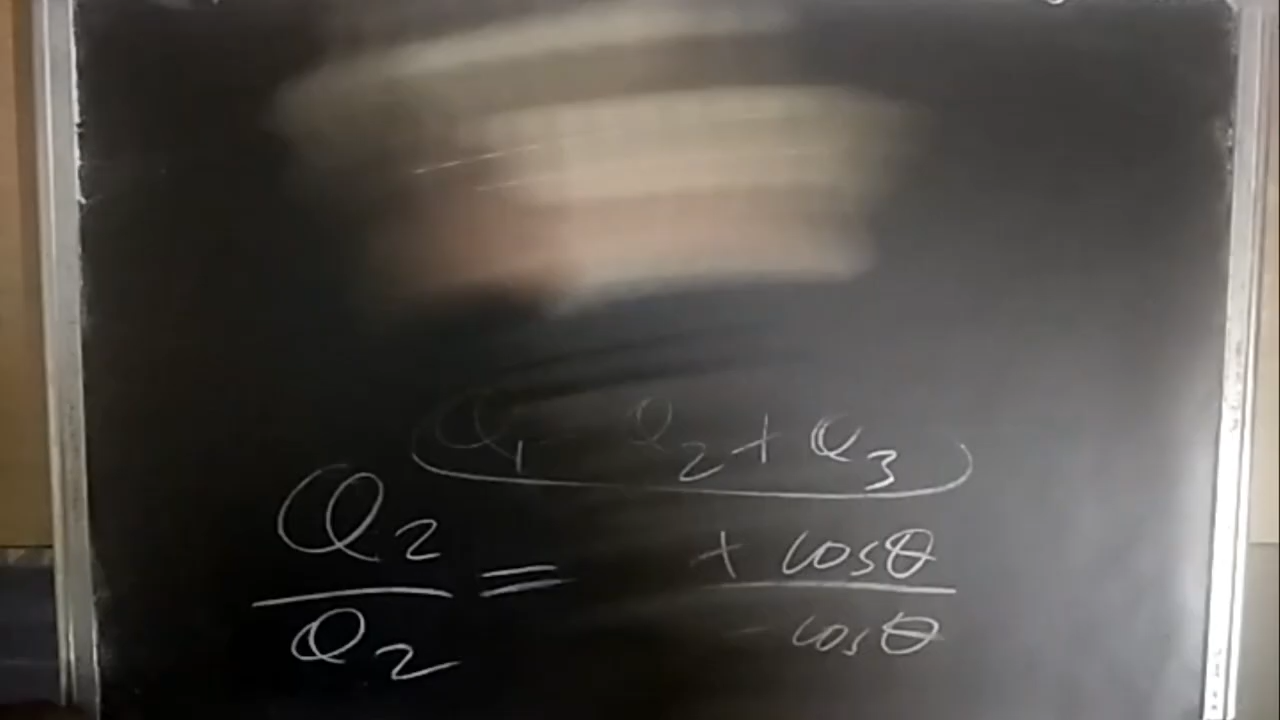 Q₁ - Q₂ + Q₃
Q₂ / Q₂ = + cosθ / - cosθ